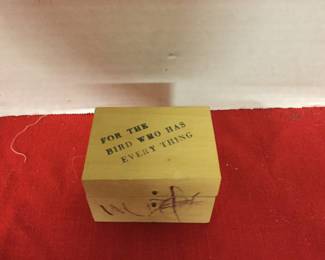 FOR THE
BIRD WHO HAS
EVERY THING